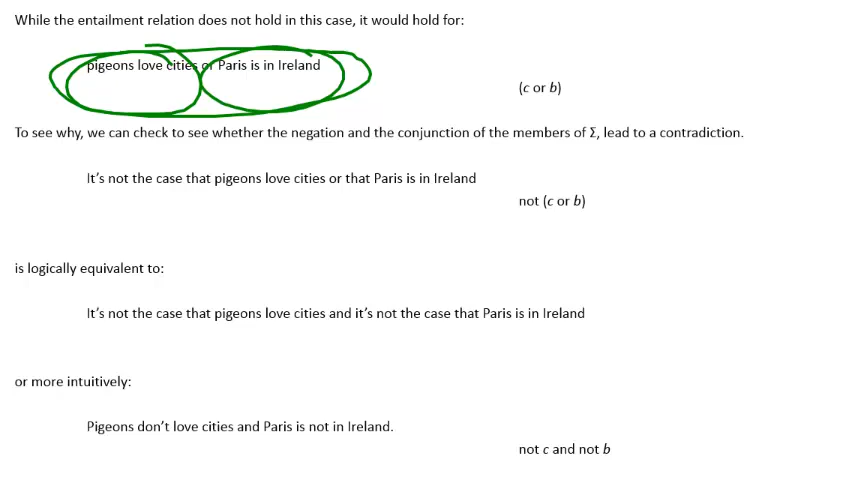 While the entailment relation does not hold in this case, it would hold for:
pigeons love cities or Paris is in Ireland
(c or b)
To see why, we can check to see whether the negation and the conjunction of the members of Σ, lead to a contradiction.
It's not the case that pigeons love cities or that Paris is in Ireland
not (c or b)
is logically equivalent to:
It's not the case that pigeons love cities and it's not the case that Paris is in Ireland
or more intuitively:
Pigeons don't love cities and Paris is not in Ireland.
not c and not b